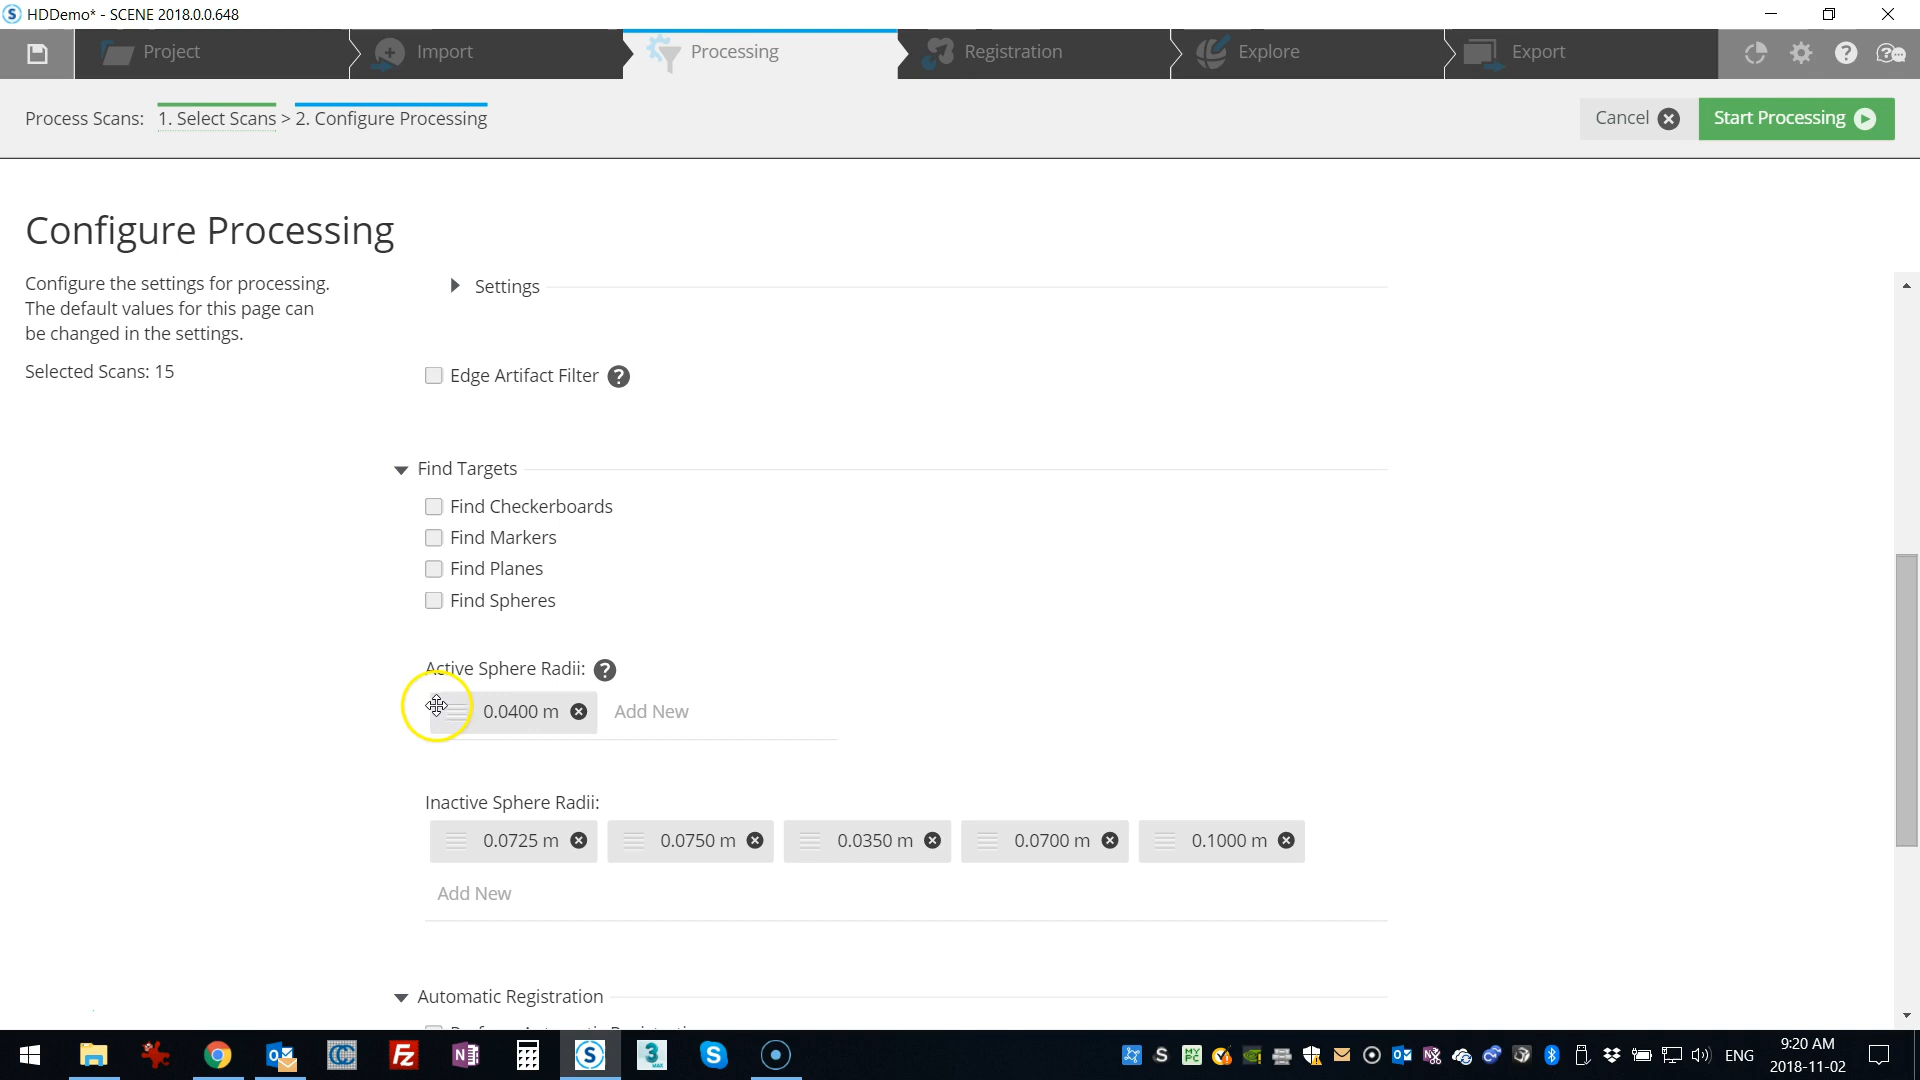 HDDemo* - SCENE 2018.0.0.648
Project
Import
Processing
Registration
Explore
Export
Process Scans: 1. Select Scans > 2. Configure Processing
Cancel
Start Processing
Configure Processing
Configure the settings for processing.
The default values for this page can
be changed in the settings.
Selected Scans: 15
Settings
Edge Artifact Filter ?
Find Targets
Find Checkerboards
Find Markers
Find Planes
Find Spheres
Active Sphere Radii: ?
0.0400 m
Add New
Inactive Sphere Radii:
0.0725 m
0.0750 m
0.0350 m
0.0700 m
0.1000 m
Add New
Automatic Registration
ENG
9:20 AM
2018-11-02